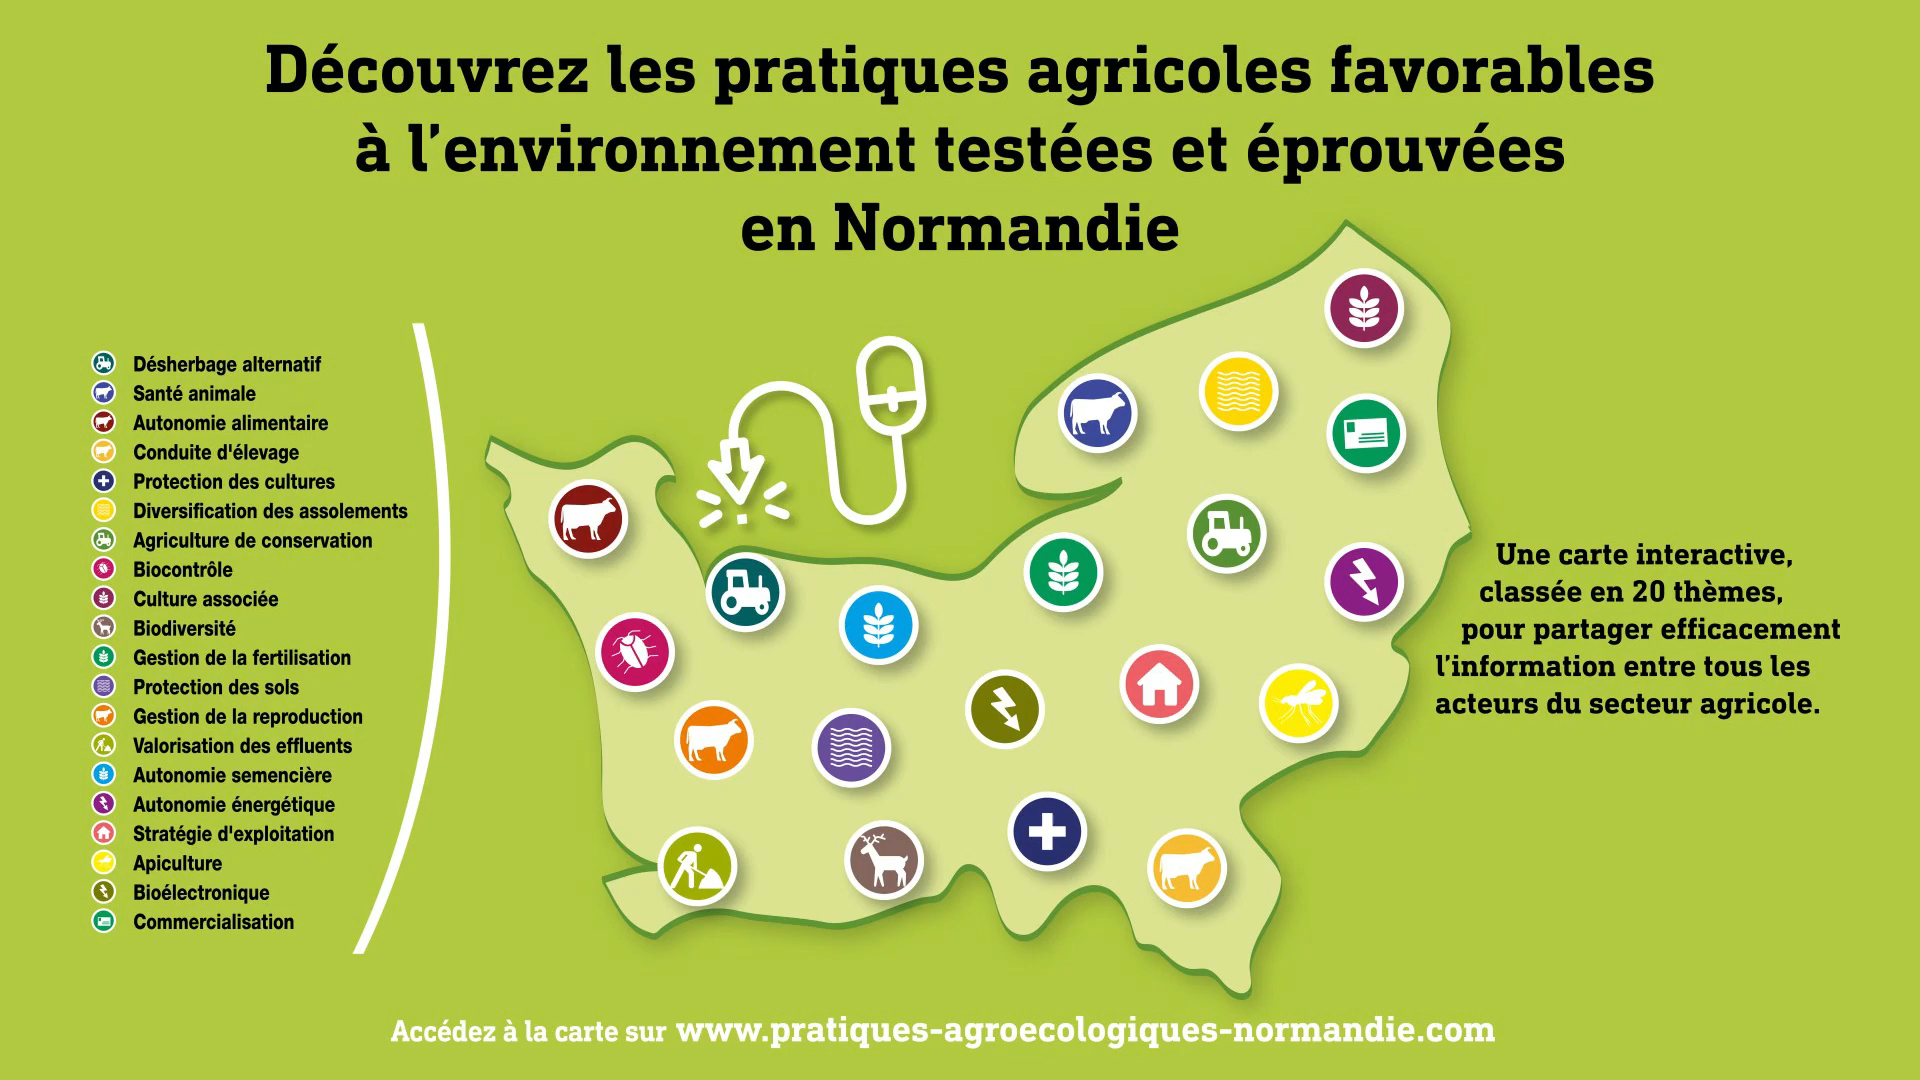 Découvrez les pratiques agricoles favorables
à l'environnement testées et éprouvées
en Normandie
Désherbage alternatif
Santé animale
Autonomie alimentaire
Conduite d'élevage
Protection des cultures
Diversification des assolements
Agriculture de conservation
Biocontrôle
Culture associée
Biodiversité
Gestion de la fertilisation
Protection des sols
Gestion de la reproduction
Valorisation des effluents
Autonomie semencière
Autonomie énergétique
Stratégie d'exploitation
Apiculture
Bioélectronique
Commercialisation
Une carte interactive,
classée en 20 thèmes,
pour partager efficacement
l'information entre tous les
acteurs du secteur agricole.
Accédez à la carte sur www.pratiques-agroecologiques-normandie.com